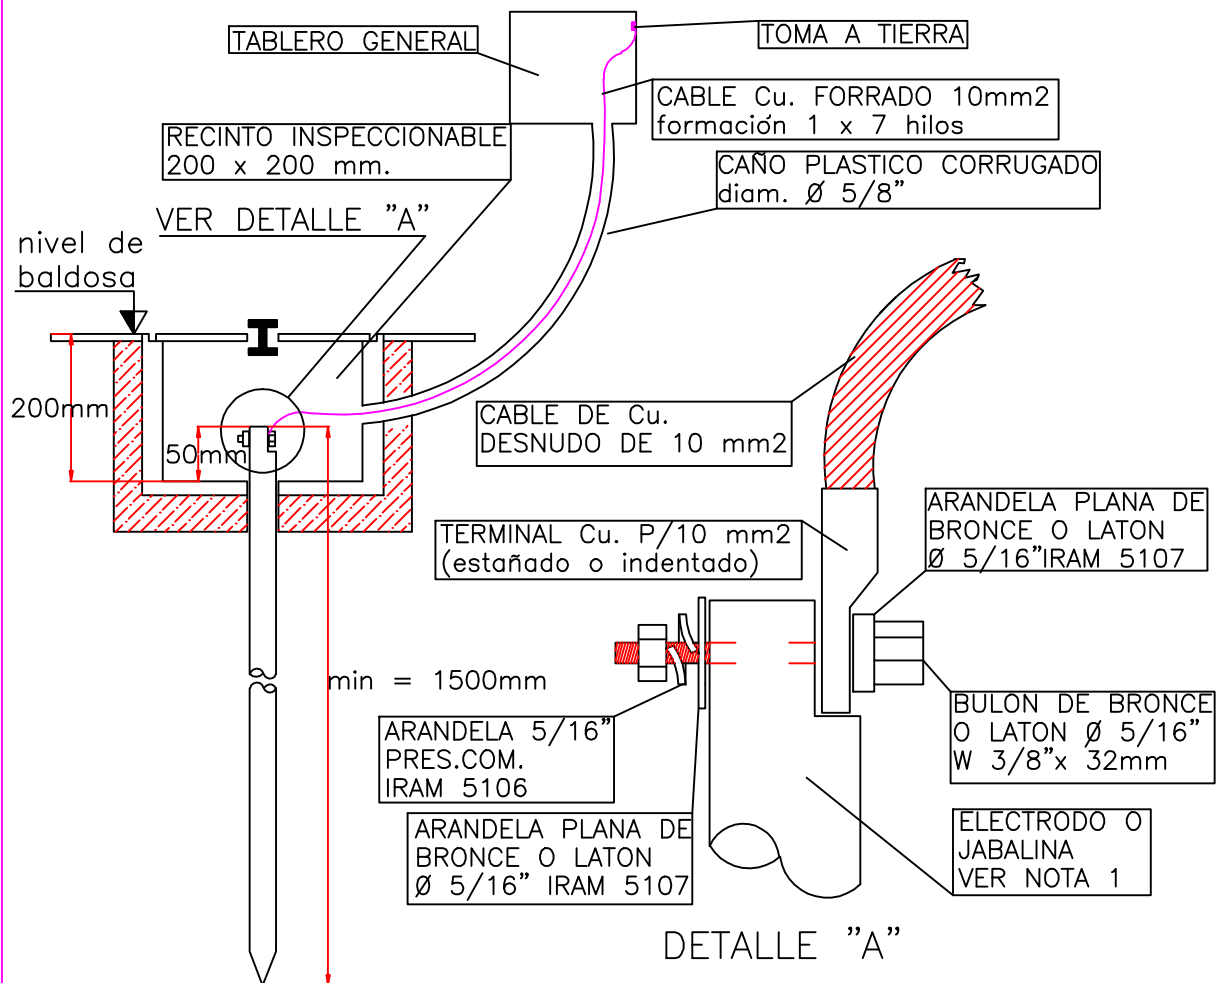 TABLERO GENERAL
TOMA A TIERRA
CABLE Cu. FORRADO 10mm2
formación 1 x 7 hilos
RECINTO INSPECCIONABLE
200 x 200 mm.
CAÑO PLASTICO CORRUGADO
diam. Ø 5/8"
VER DETALLE "A"
nivel de
baldosa
200mm
50mm
CABLE DE Cu.
DESNUDO DE 10 mm2
ARANDELA PLANA DE
BRONCE O LATON
Ø 5/16"IRAM 5107
TERMINAL Cu. P/10 mm2
(estañado o indentado)
min = 1500mm
BULON DE BRONCE
O LATON Ø 5/16"
W 3/8"x 32mm
ARANDELA 5/16"
PRES.COM.
IRAM 5106
ARANDELA PLANA DE
BRONCE O LATON
Ø 5/16" IRAM 5107
ELECTRODO O
JABALINA
VER NOTA 1
DETALLE "A"